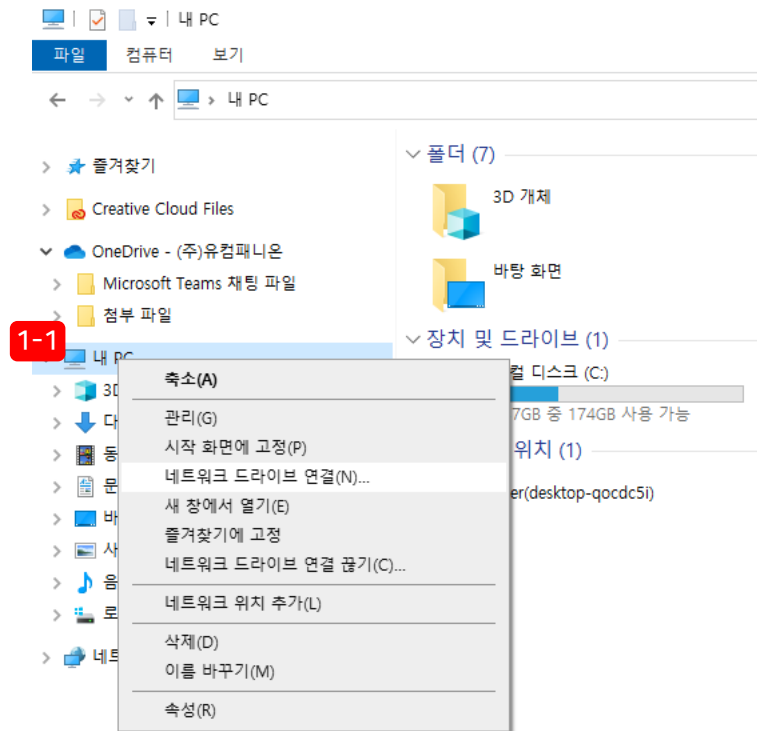 내 PC
파일 컴퓨터 보기
내 PC
즐겨찾기
Creative Cloud Files
OneDrive - (주)유컴패니온
Microsoft Teams 채팅 파일
첨부 파일
1-1
내 PC
축소(A)
관리(G)
시작 화면에 고정(P)
네트워크 드라이브 연결(N)...
새 창에서 열기(E)
즐겨찾기에 고정
네트워크 드라이브 연결 끊기(C)...
네트워크 위치 추가(L)
삭제(D)
이름 바꾸기(M)
속성(R)
폴더 (7)
3D 개체
바탕 화면
장치 및 드라이브 (1)
컬 디스크 (C:)
7GB 중 174GB 사용 가능
위치 (1)
er(desktop-qocdc5i)